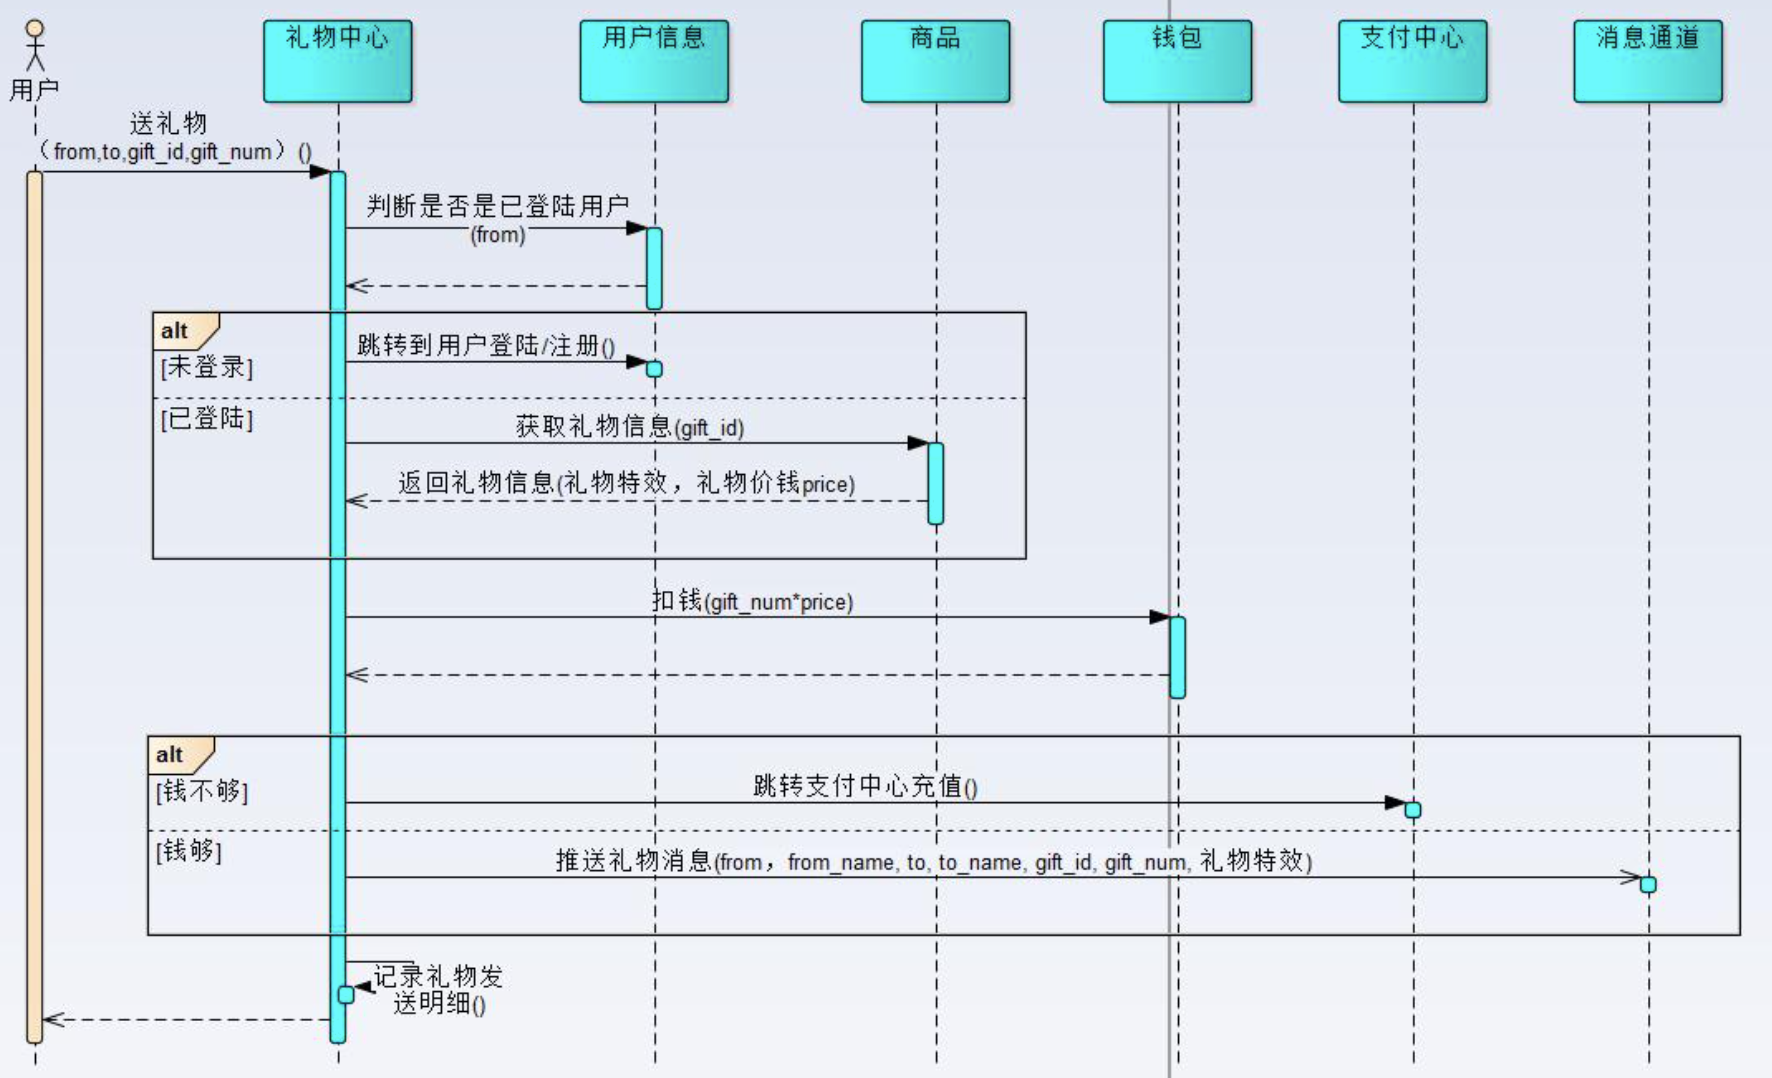 礼物中心
用户信息
商品
钱包
支付中心
消息通道
用户
送礼物
（from,to,gift_id,gift_num）()
判断是否是已登陆用户
(from)
alt
[未登录]
跳转到用户登陆/注册()
[已登陆]
获取礼物信息(gift_id)
返回礼物信息(礼物特效，礼物价钱price)
扣钱(gift_num*price)
alt
[钱不够]
跳转支付中心充值()
[钱够]
推送礼物消息(from，from_name, to, to_name, gift_id, gift_num, 礼物特效)
记录礼物发
送明细()